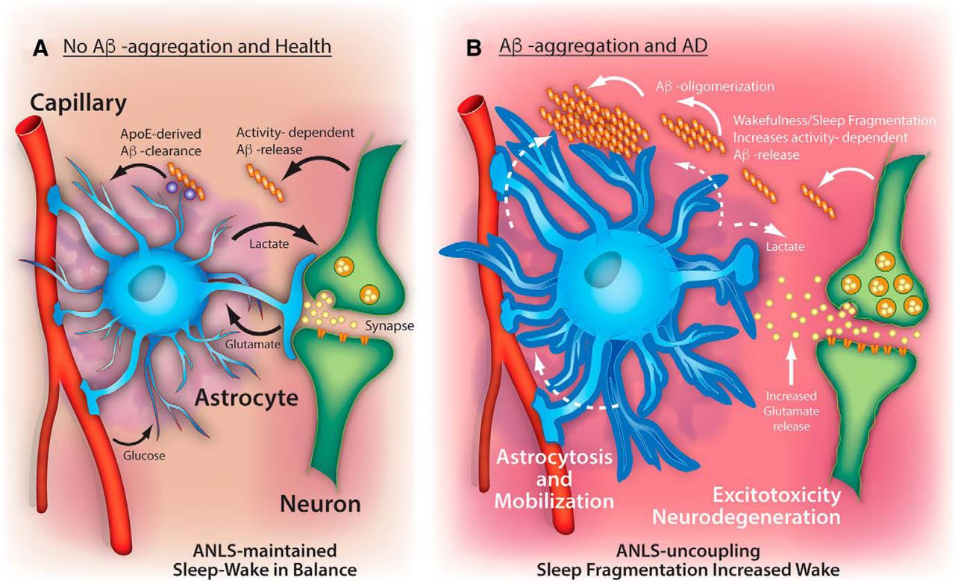 A No Aβ -aggregation and Health
Capillary
ApoE-derived
Aβ -clearance
Activity- dependent
Aβ -release
Lactate
Glutamate
Synapse
Astrocyte
Glucose
Neuron
ANLS-maintained
Sleep-Wake in Balance
B Aβ -aggregation and AD
Aβ -oligomerization
Wakefulness/Sleep Fragmentation
Increases activity- dependent
Aβ -release
Lactate
Increased
Glutamate
release
Astrocytosis
and
Mobilization
Excitotoxicity
Neurodegeneration
ANLS-uncoupling
Sleep Fragmentation Increased Wake